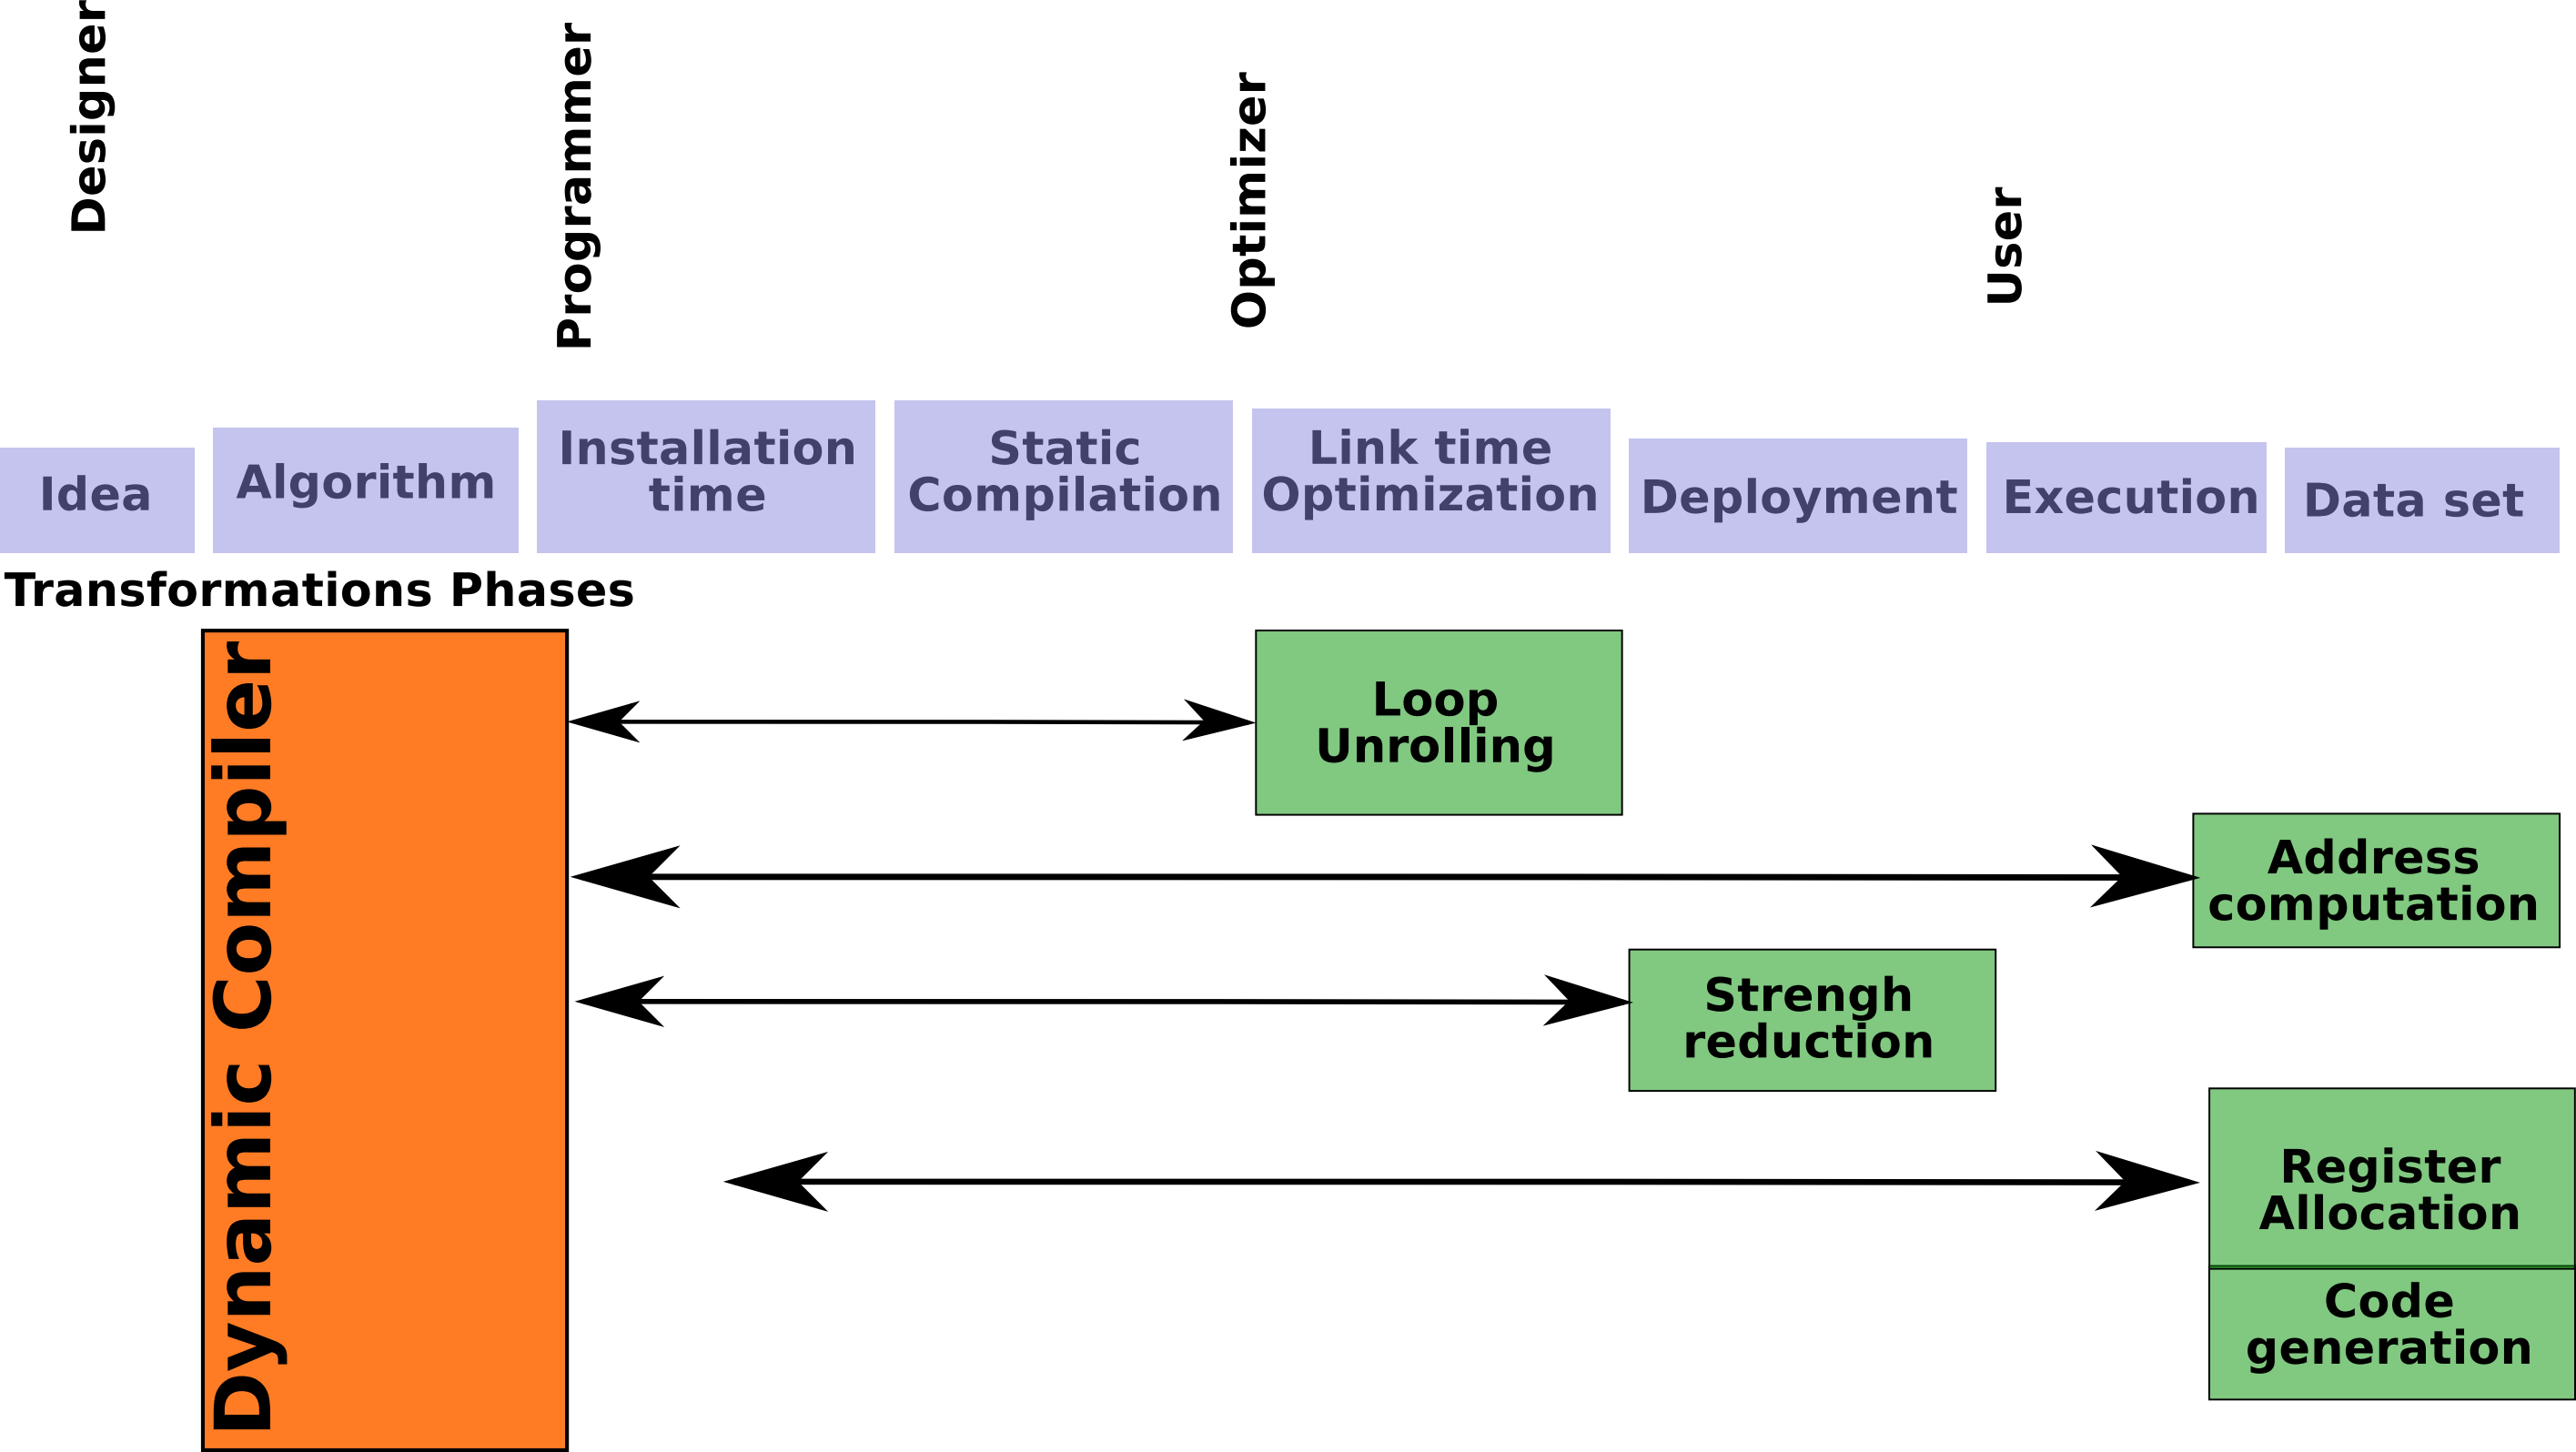 Designer
Programmer
Optimizer
User
Idea
Algorithm
Installation
time
Static
Compilation
Link time
Optimization
Deployment
Execution
Data set
Transformations Phases
Dynamic Compiler
Loop
Unrolling
Address
computation
Strengh
reduction
Register
Allocation
Code
generation